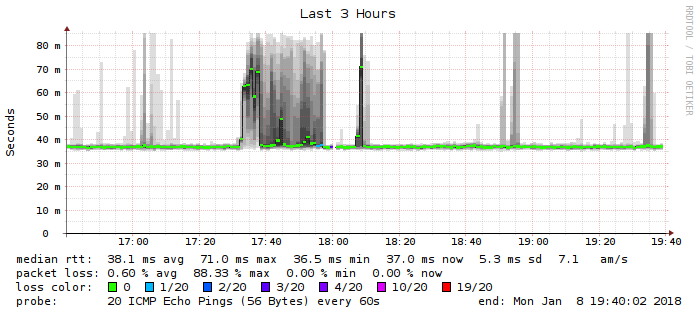 Last 3 Hours
RRDTOOL / TOBI OETIKER
Seconds
80 m
70 m
60 m
50 m
40 m
30 m
20 m
10 m
0
17:00 17:20 17:40 18:00 18:20 18:40 19:00 19:20 19:40
median rtt: 38.1 ms avg 71.0 ms max 36.5 ms min 37.0 ms now 5.3 ms sd 7.1 am/s
packet loss: 0.60 % avg 88.33 % max 0.00 % min 0.00 % now
loss color: 0 1/20 2/20 3/20 4/20 10/20 19/20
probe: 20 ICMP Echo Pings (56 Bytes) every 60s end: Mon Jan 8 19:40:02 2018